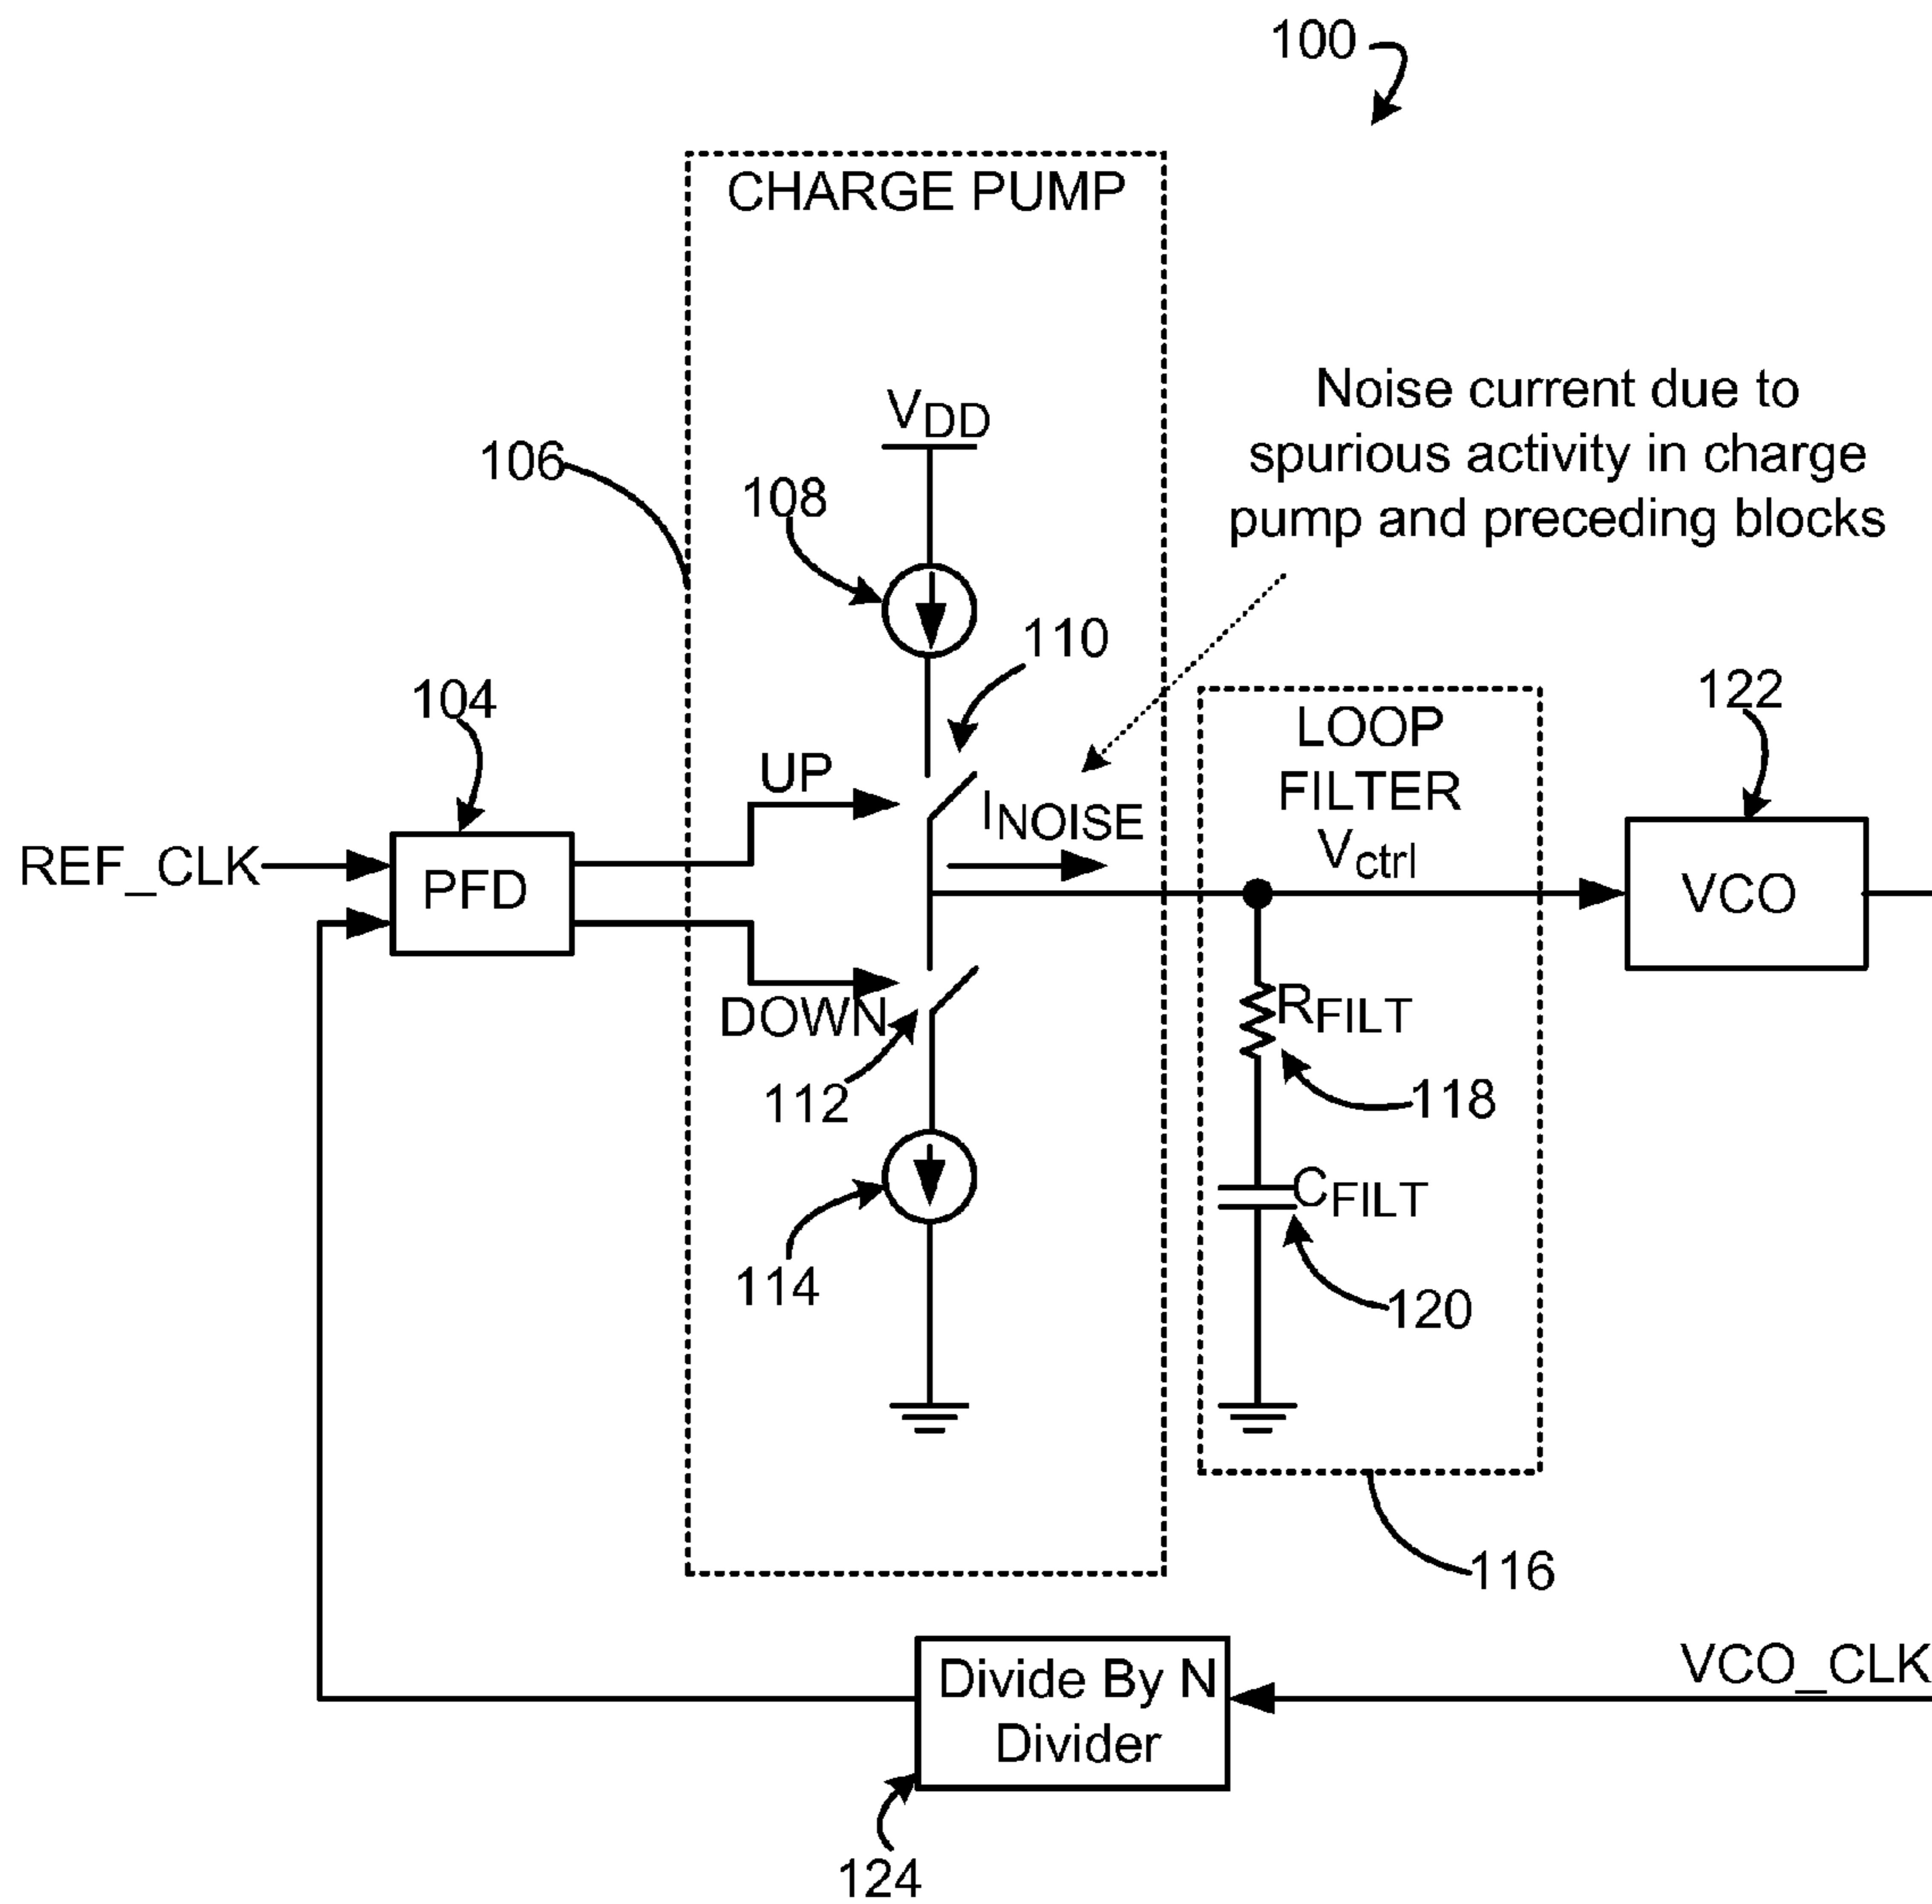 100
CHARGE PUMP
Noise current due to
spurious activity in charge
pump and preceding blocks
VDD
106
108
110
104
122
LOOP
FILTER
UP
INOISE
Vctrl
REF_CLK
PFD
VCO
DOWN
RFILT
112
118
CFILT
114
120
116
VCO_CLK
Divide By N
Divider
124